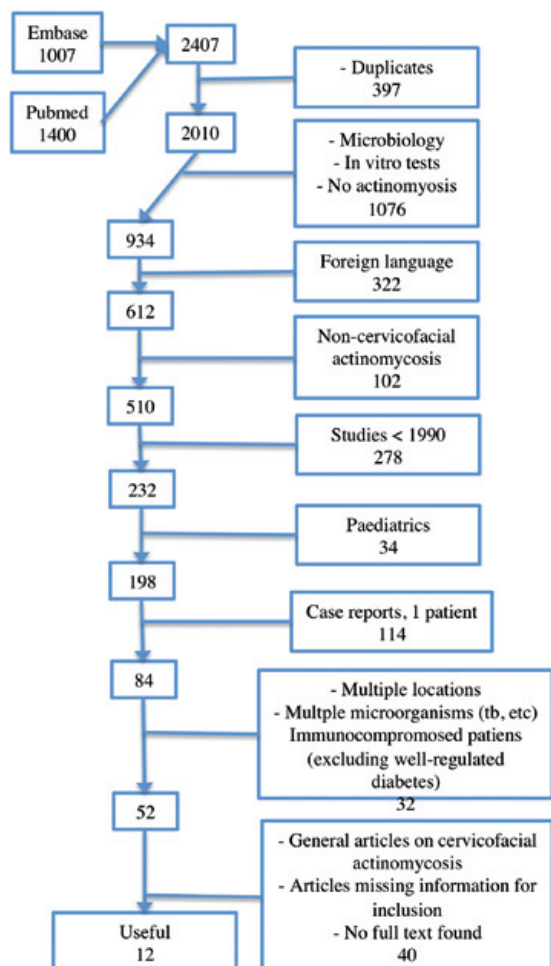 Embase
1007
2407
Pubmed
1400
- Duplicates
397
2010
- Microbiology
- In vitro tests
- No actinomyosis
1076
934
Foreign language
322
612
Non-cervicofacial
actinomycosis
102
510
Studies < 1990
278
232
Paediatrics
34
198
Case reports, 1 patient
114
84
- Multiple locations
- Multple microorganisms (tb, etc)
Immunocompromosed patiens
(excluding well-regulated
diabetes)
32
52
- General articles on cervicofacial
actinomycosis
- Articles missing information for
inclusion
- No full text found
40
Useful
12